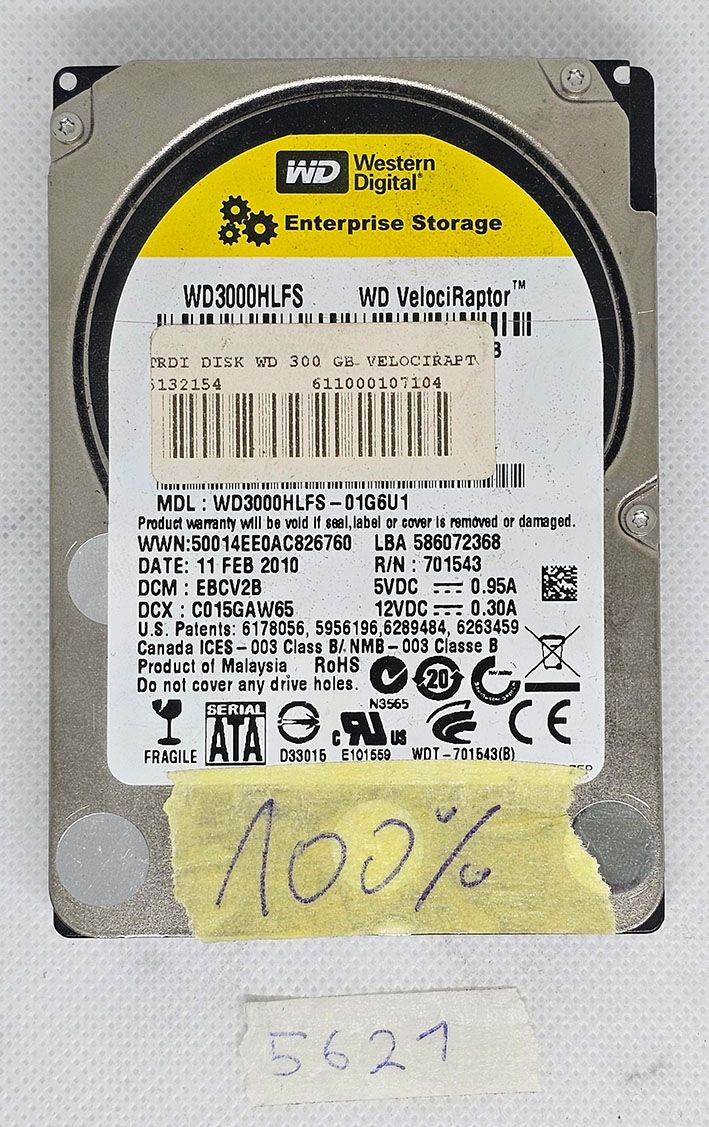 WD Western
Digital®
Enterprise Storage
WD3000HLFS WD VelociRaptor™
TRDI DISK WD 300 GB VELOCIRAPT
6132154 611000107104
MDL : WD3000HLFS-01G6U1
Product warranty will be void if seal, label or cover is removed or damaged.
WWN:50014EE0AC826760 LBA 586072368
DATE: 11 FEB 2010 R/N : 701543
DCM : EBCV2B 5VDC 0.95A
DCX : C015GAW65 12VDC 0.30A
U.S. Patents: 6178056, 5956196,6289484, 6263459
Canada ICES-003 Class B/ NMB-003 Classe B
Product of Malaysia RoHS
Do not cover any drive holes.
20
N3565
FRAGILE SERIAL ATA D33015 c RU US E101559 WDT-701543(B) CE
100%
5621